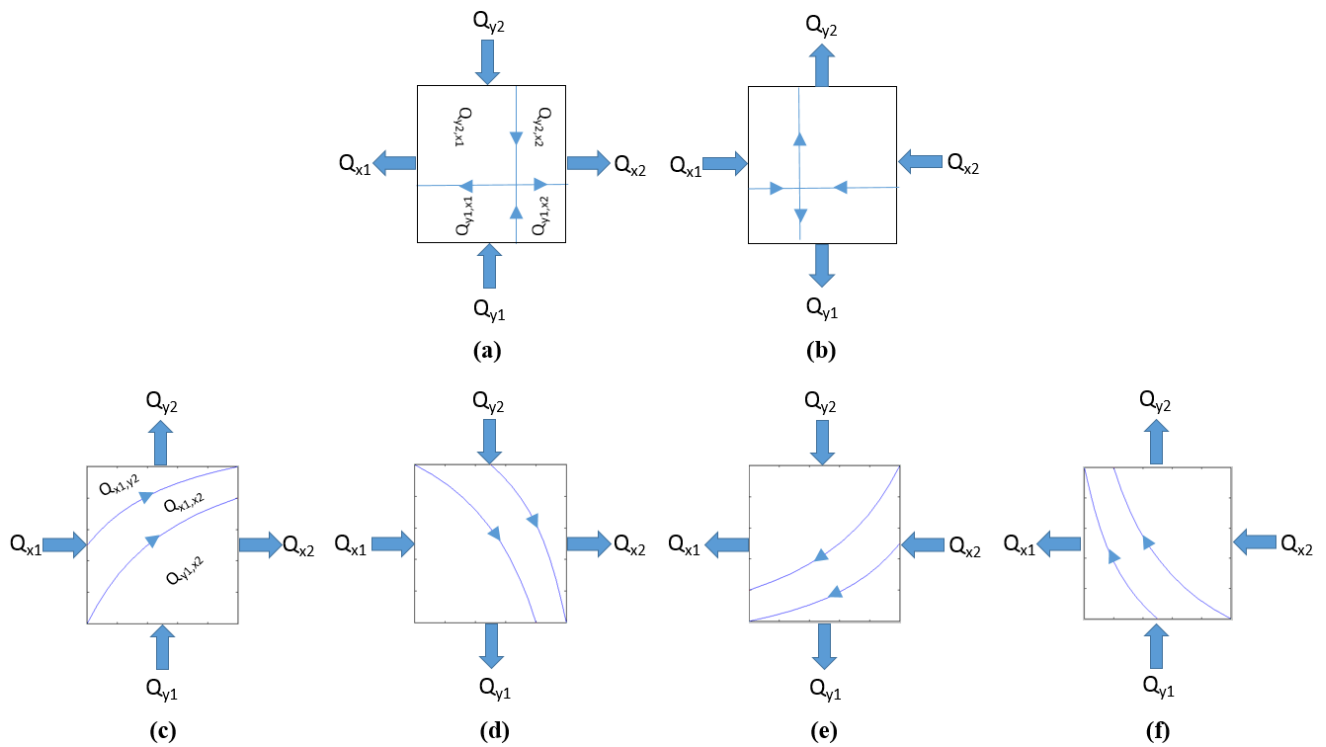 Qy2
Qy2
Qy2,x1
Qy2,x2
Qx1
Qx2
Qx1
Qx2
Qy1,x1
Qy1,x2
Qy1
Qy1
(a)
(b)
Qy2
Qy2
Qy2
Qy2
Qx1,y2
Qx1,x2
Qx1
Qx2
Qx1
Qx2
Qx1
Qx2
Qx1
Qx2
Qy1,x2
Qy1
Qy1
Qy1
Qy1
(c)
(d)
(e)
(f)